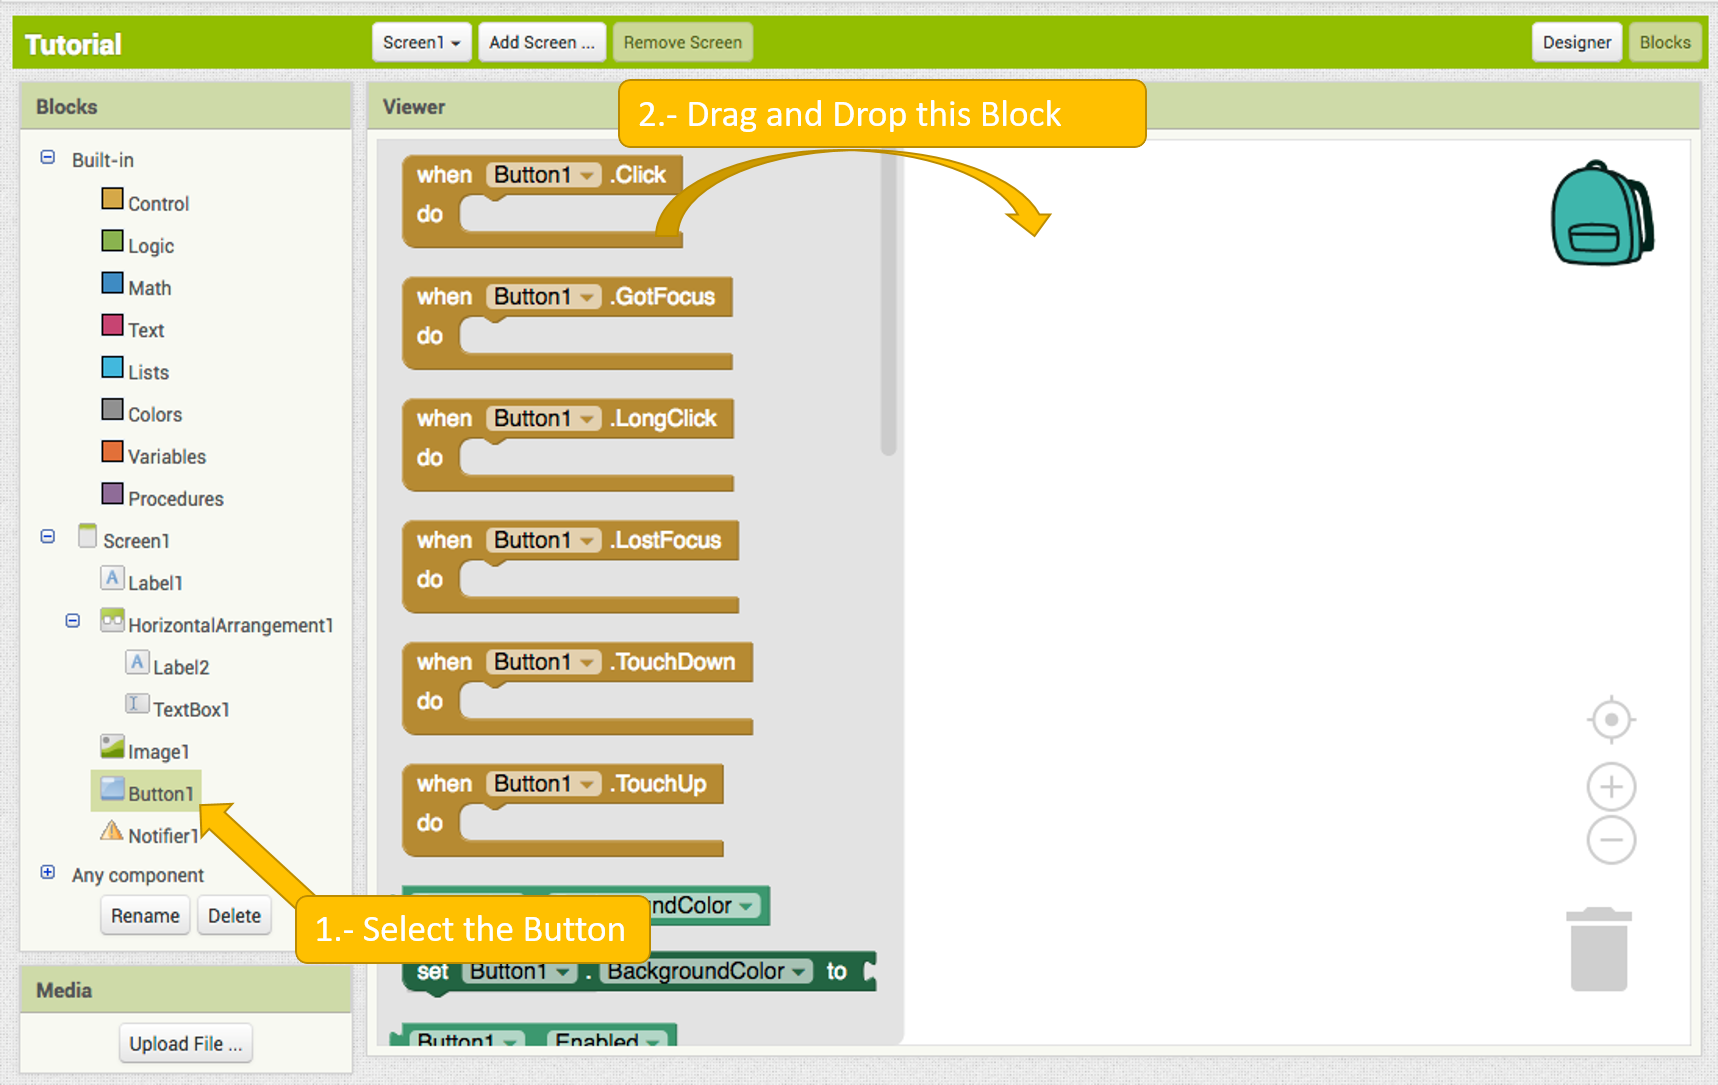 Tutorial
Screen1
Add Screen ...
Remove Screen
Designer
Blocks
Blocks
Viewer
2.- Drag and Drop this Block
Built-in
Control
Logic
Math
Text
Lists
Colors
Variables
Procedures
Screen1
Label1
HorizontalArrangement1
Label2
TextBox1
Image1
Button1
Notifier1
Any component
Rename
Delete
1.- Select the Button
Media
Upload File ...
when Button1 .Click
do
when Button1 .GotFocus
do
when Button1 .LongClick
do
when Button1 .LostFocus
do
when Button1 .TouchDown
do
when Button1 .TouchUp
do
ndColor
set Button1 . BackgroundColor to
Button1 . Enabled